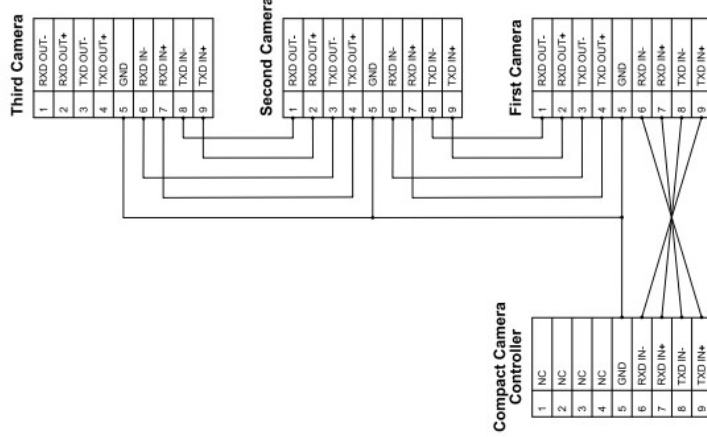 Third Camera
1 RXD OUT-
2 RXD OUT+
3 TXD OUT-
4 TXD OUT+
5 GND
6 RXD IN-
7 RXD IN+
8 TXD IN-
9 TXD IN+
Second Camera
1 RXD OUT-
2 RXD OUT+
3 TXD OUT-
4 TXD OUT+
5 GND
6 RXD IN-
7 RXD IN+
8 TXD IN-
9 TXD IN+
First Camera
1 RXD OUT-
2 RXD OUT+
3 TXD OUT-
4 TXD OUT+
5 GND
6 RXD IN-
7 RXD IN+
8 TXD IN-
9 TXD IN+
Compact Camera
Controller
1 NC
2 NC
3 NC
4 NC
5 GND
6 RXD IN-
7 RXD IN+
8 TXD IN-
9 TXD IN+